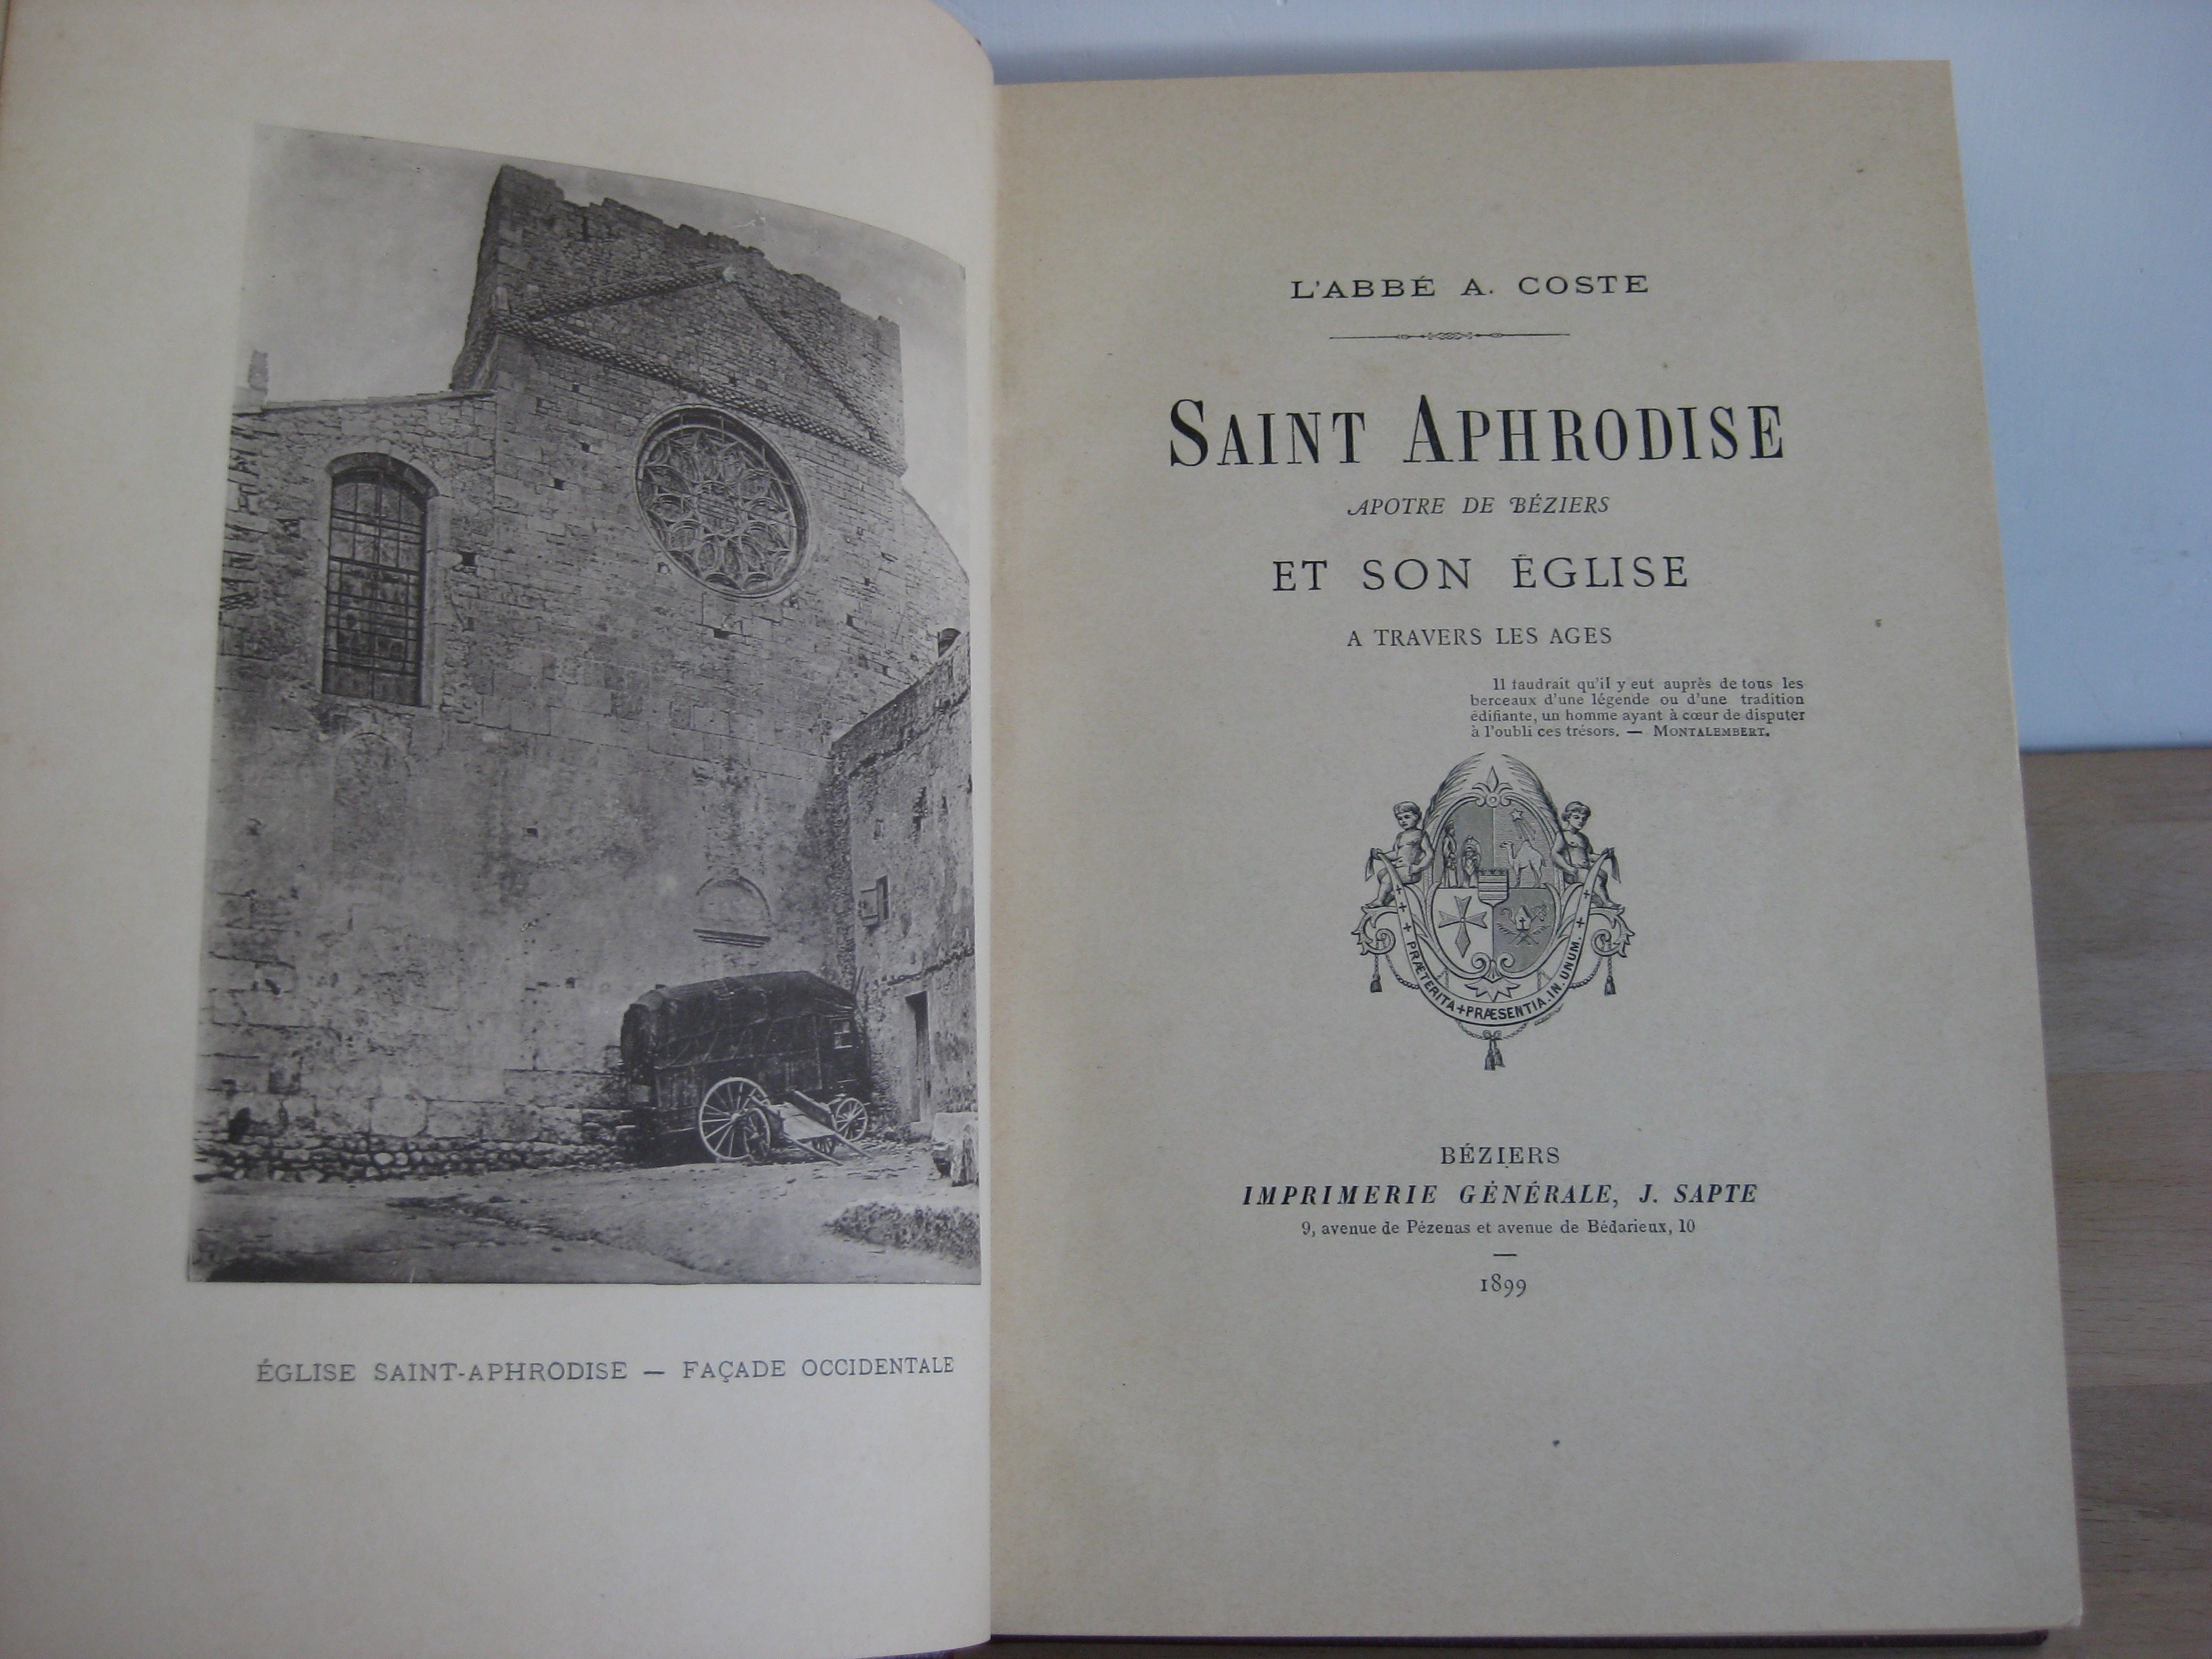 ÉGLISE SAINT-APHRODISE — FAÇADE OCCIDENTALE
L'ABBÉ A. COSTE
SAINT APHRODISE
APOTRE DE BÉZIERS
ET SON ÉGLISE
A TRAVERS LES AGES
Il faudrait qu'il y eut auprès de tous les
berceaux d'une légende ou d'une tradition
édifiante, un homme ayant à cœur de disputer
à l'oubli ces trésors. — MONTALEMBERT.
PRÆTERITA + PRÆSENTIA. IN. UNUM.
BÉZIERS
IMPRIMERIE GÉNÉRALE, J. SAPTE
9, avenue de Pézenas et avenue de Bédarieux, 10
1899